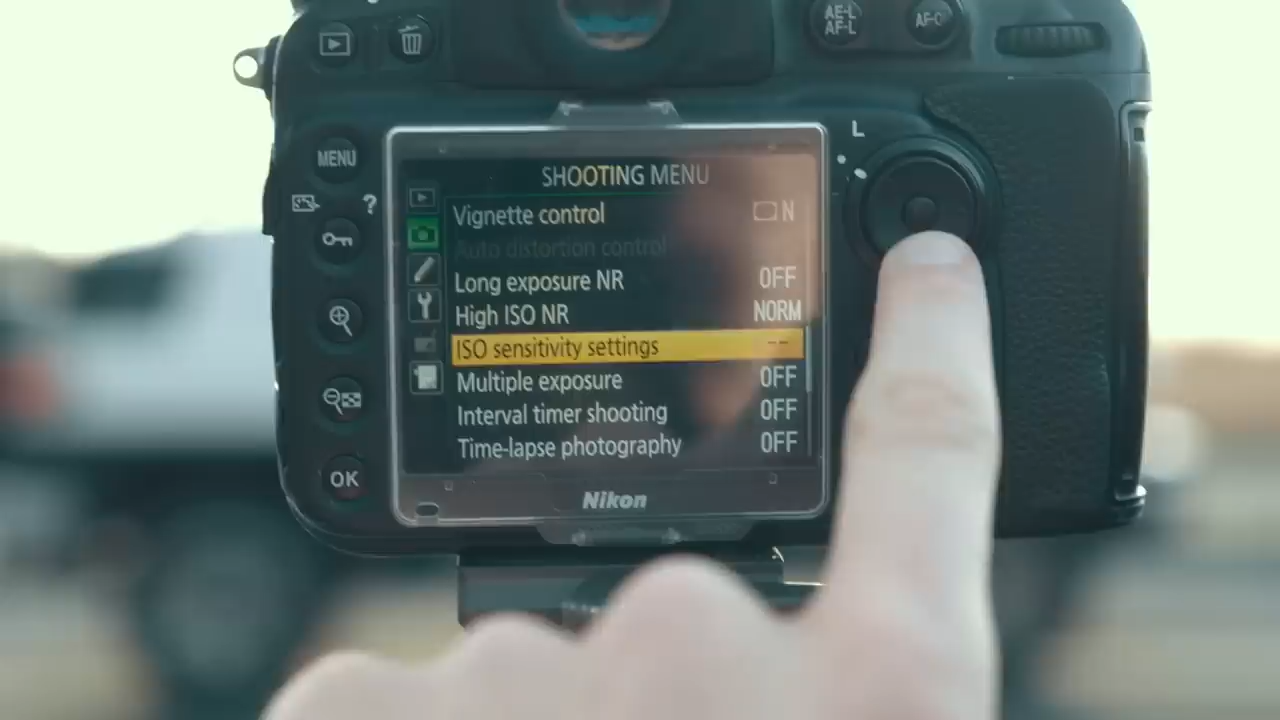 AE-L
AF-L
AF-ON
MENU
?
L
SHOOTING MENU
Vignette control N
Auto distortion control
Long exposure NR OFF
High ISO NR NORM
ISO sensitivity settings --
Multiple exposure OFF
Interval timer shooting OFF
Time-lapse photography OFF
OK
Nikon